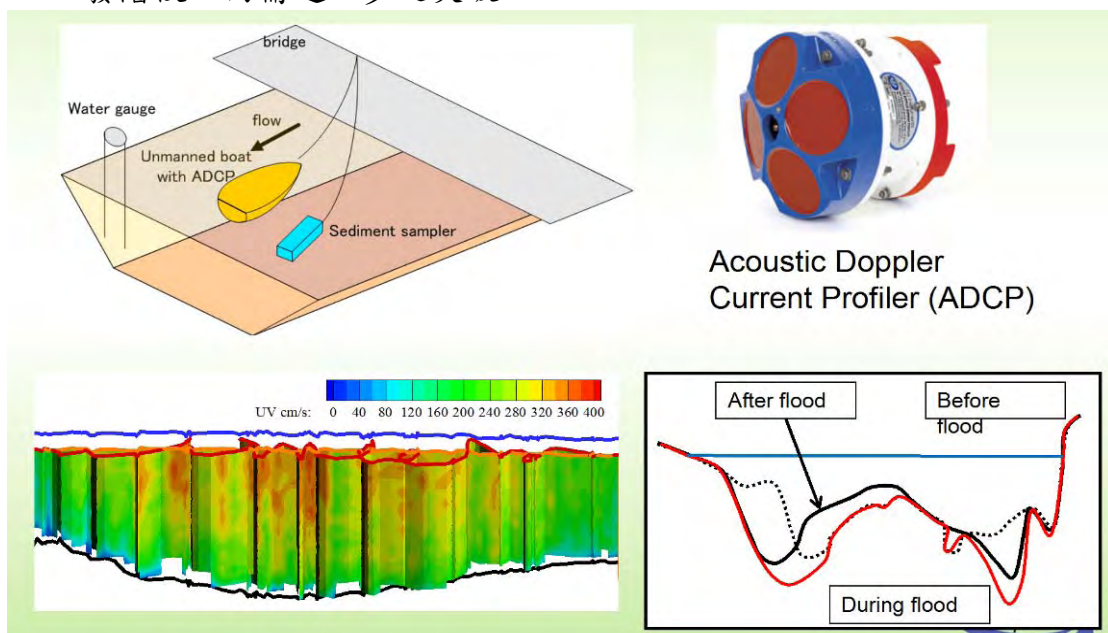 bridge
Water gauge
flow
Unmanned boat
with ADCP
Sediment sampler
Acoustic Doppler
Current Profiler (ADCP)
UV cm/s: 0 40 80 120 160 200 240 280 320 360 400
After flood
Before
flood
During flood